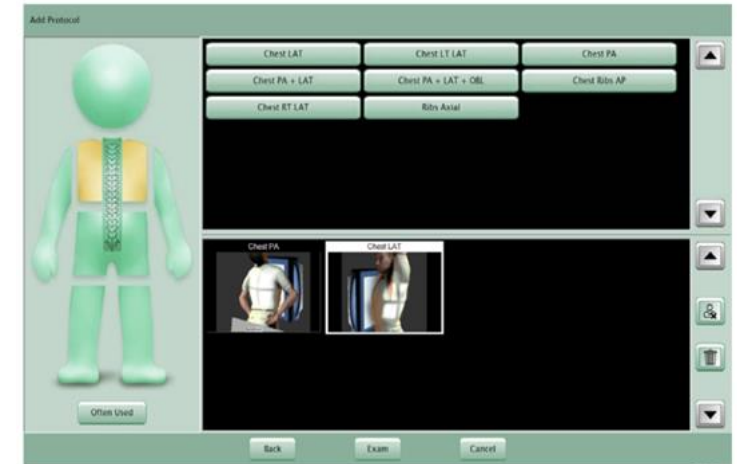 Add Protocol
Chest LAT
Chest LT LAT
Chest PA
Chest PA + LAT
Chest PA + LAT + OBL
Chest Ribs AP
Chest RT LAT
Ribs Axial
Chest PA
Chest LAT
Often Used
Back
Exam
Cancel